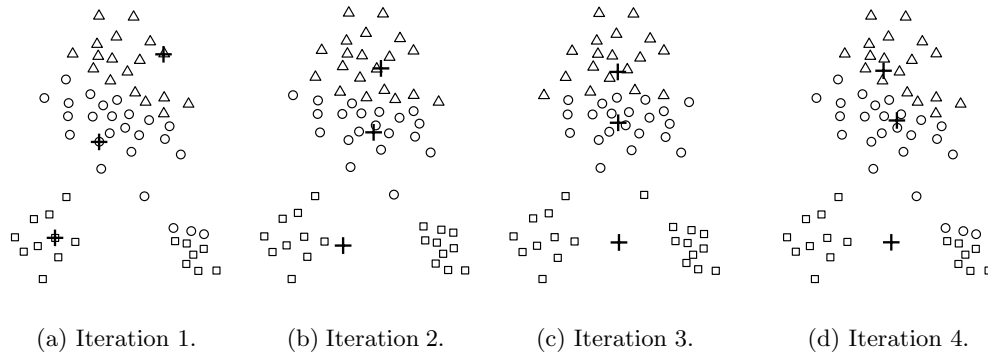 (a) Iteration 1.
(b) Iteration 2.
(c) Iteration 3.
(d) Iteration 4.